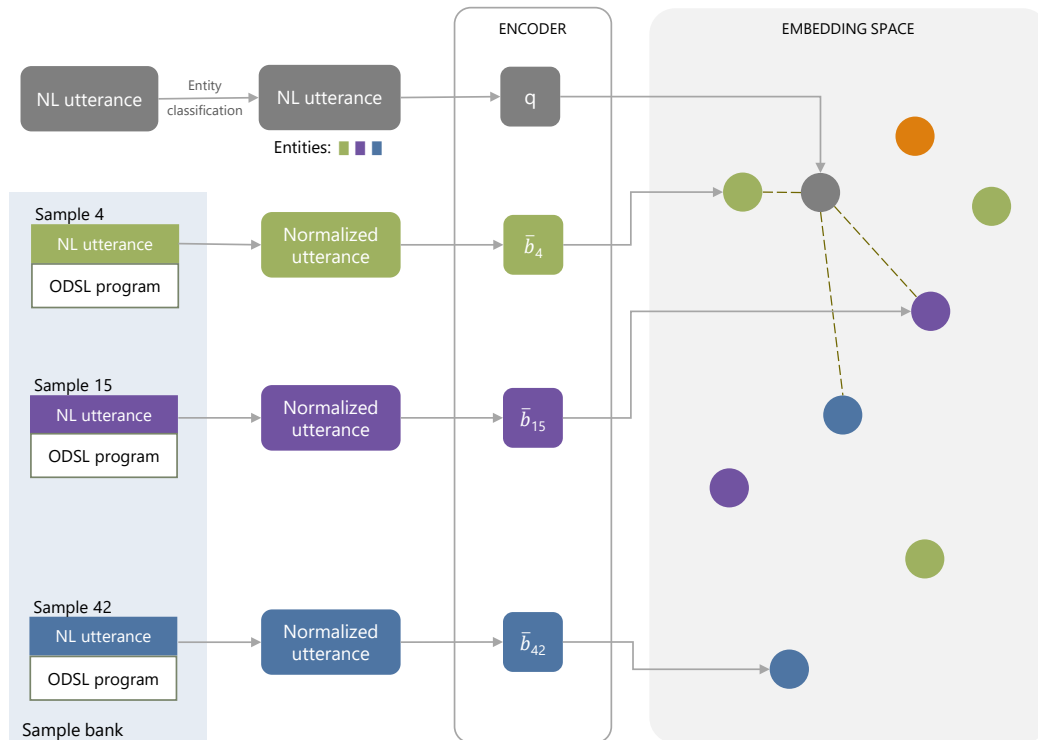 ENCODER
EMBEDDING SPACE
NL utterance
Entity
classification
NL utterance
q
Entities:
Sample 4
NL utterance
ODSL program
Normalized
utterance
b̄₄
Sample 15
NL utterance
ODSL program
Normalized
utterance
b̄₁₅
Sample 42
NL utterance
ODSL program
Normalized
utterance
b̄₄₂
Sample bank